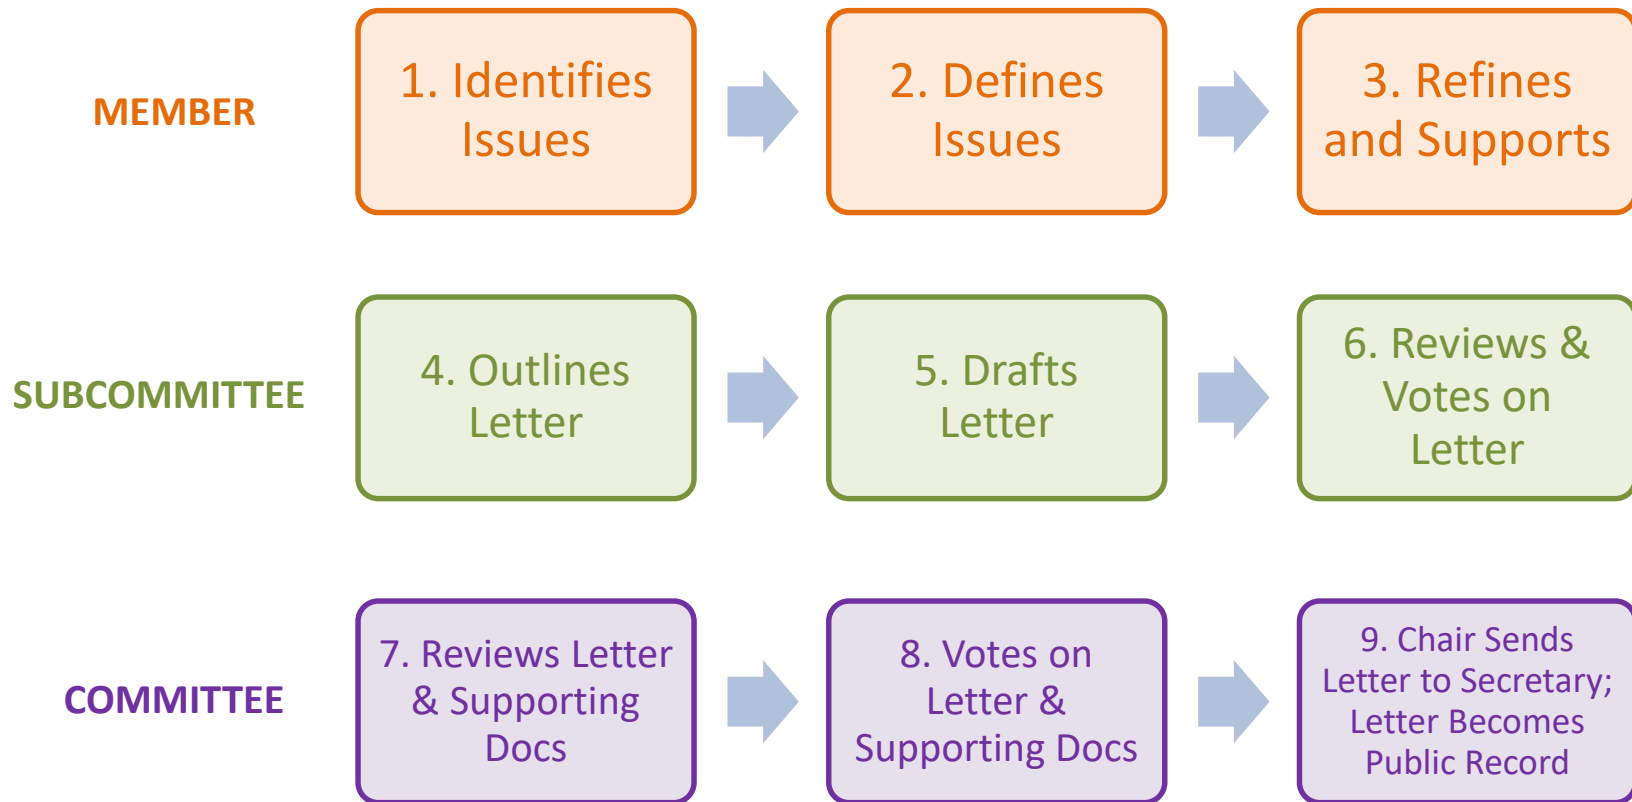 MEMBER
1. Identifies
Issues
2. Defines
Issues
3. Refines
and Supports
SUBCOMMITTEE
4. Outlines
Letter
5. Drafts
Letter
6. Reviews &
Votes on
Letter
COMMITTEE
7. Reviews Letter
& Supporting
Docs
8. Votes on
Letter &
Supporting Docs
9. Chair Sends
Letter to Secretary;
Letter Becomes
Public Record